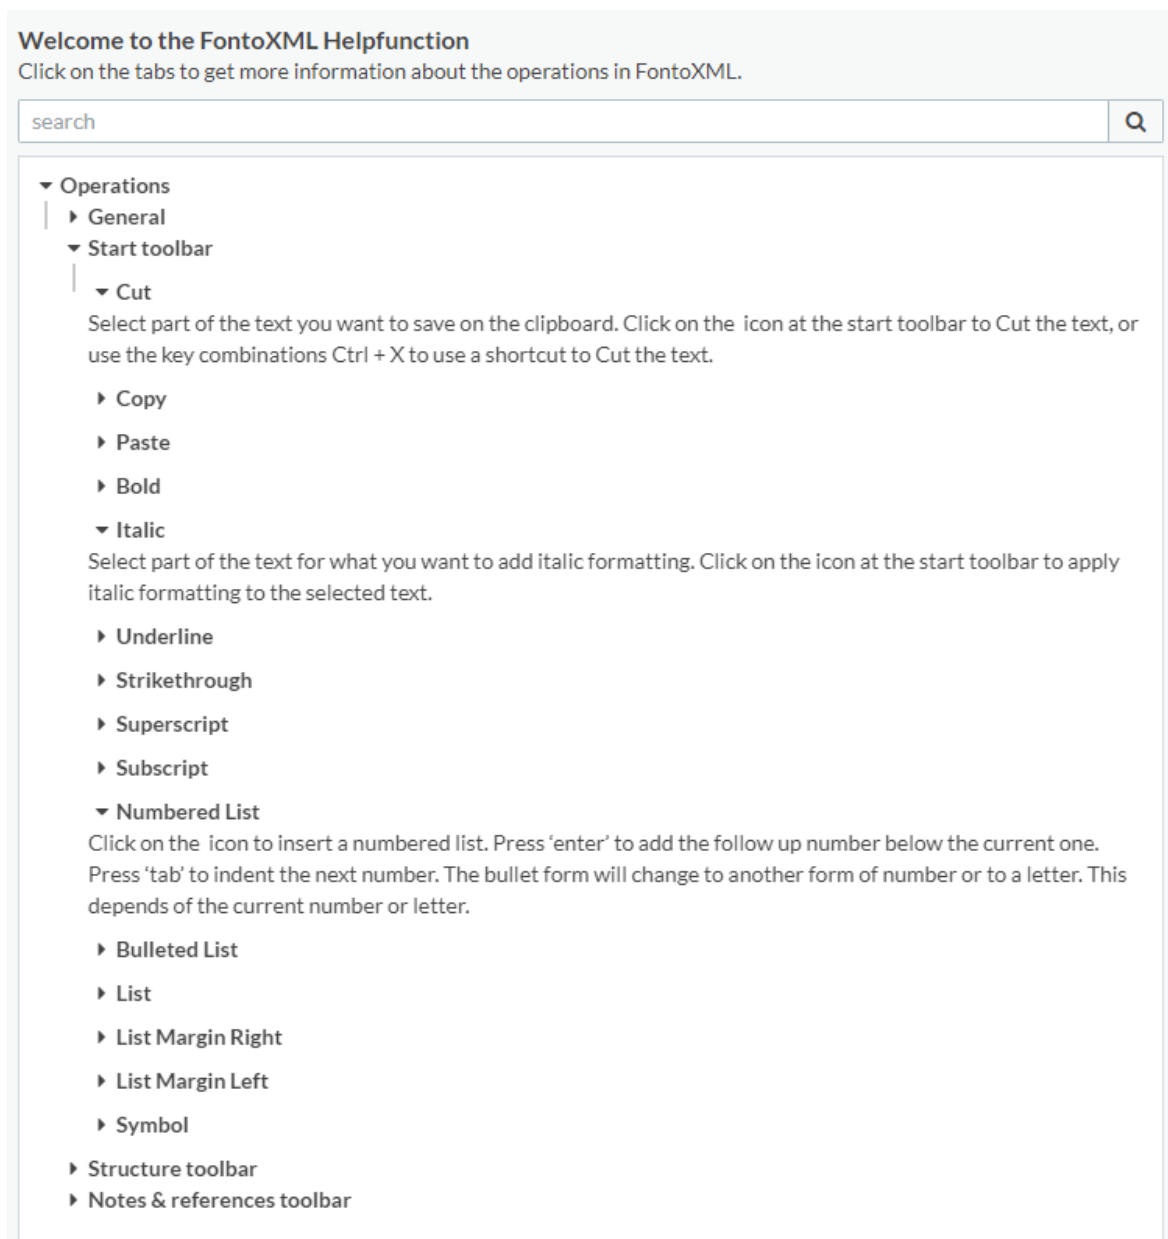 Welcome to the FontoXML Helpfunction
Click on the tabs to get more information about the operations in FontoXML.
search
Operations
General
Start toolbar
Cut
Select part of the text you want to save on the clipboard. Click on the  icon at the start toolbar to Cut the text, or
use the key combinations Ctrl + X to use a shortcut to Cut the text.
Copy
Paste
Bold
Italic
Select part of the text for what you want to add italic formatting. Click on the icon at the start toolbar to apply
italic formatting to the selected text.
Underline
Strikethrough
Superscript
Subscript
Numbered List
Click on the  icon to insert a numbered list. Press ‘enter’ to add the follow up number below the current one.
Press ‘tab’ to indent the next number. The bullet form will change to another form of number or to a letter. This
depends of the current number or letter.
Bulleted List
List
List Margin Right
List Margin Left
Symbol
Structure toolbar
Notes & references toolbar